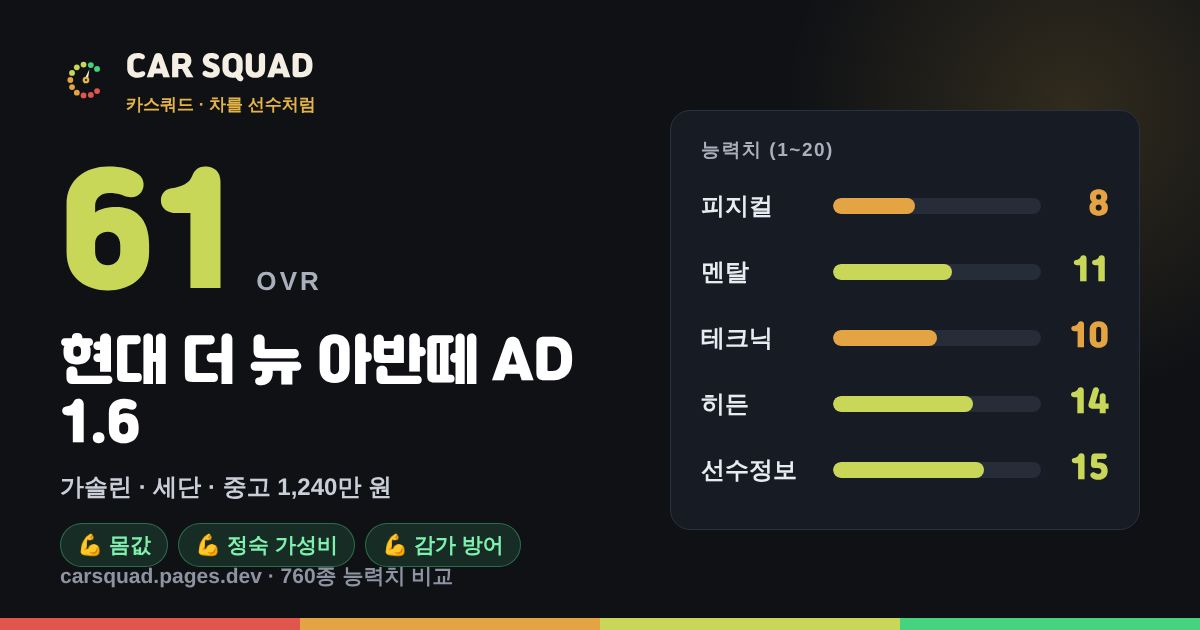 CAR SQUAD
카스쿼드 · 차를 선수처럼
61 OVR
현대 더 뉴 아반떼 AD
1.6
가솔린 · 세단 · 중고 1,240만 원
💪 몸값 💪 정숙 가성비 💪 감가 방어
carsquad.pages.dev · 760종 능력치 비교
능력치 (1~20)
피지컬 8
멘탈 11
테크닉 10
히든 14
선수정보 15